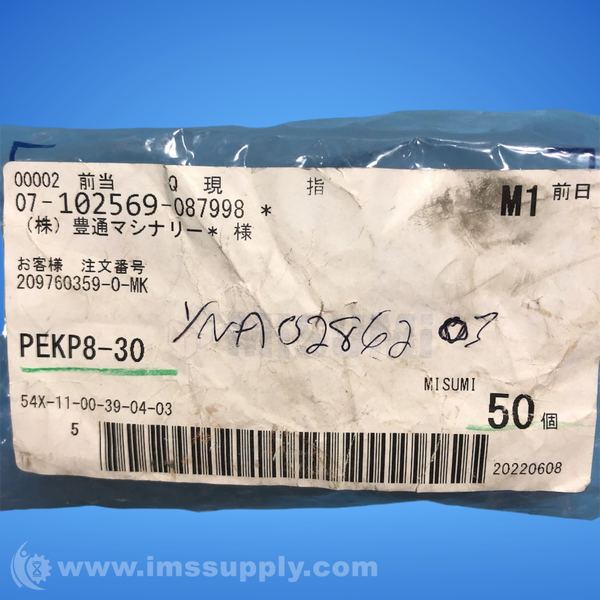 00002 前当 Q 現 指
07-102569-087998 *
M1 前日
(株) 豊通マシナリー* 様
お客様 注文番号
209760359-0-MK
YNA02862 03
PEKP8-30
MISUMI
54X-11-00-39-04-03
50個
5
20220608
www.imssupply.com